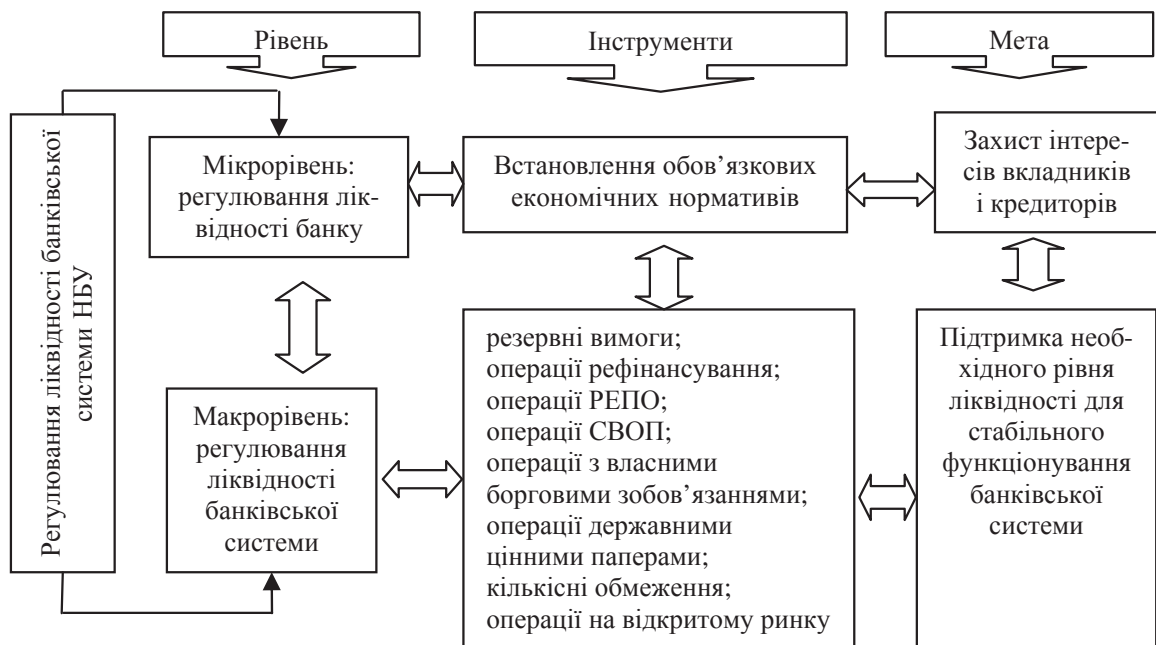 Рівень
Інструменти
Мета
Регулювання ліквідності банківської
системи НБУ
Мікрорівень:
регулювання лік-
відності банку
Встановлення обов’язкових
економічних нормативів
Захист інтере-
сів вкладників
і кредиторів
Макрорівень:
регулювання
ліквідності
банківської
системи
резервні вимоги;
операції рефінансування;
операції РЕПО;
операції СВОП;
операції з власними
борговими зобов’язаннями;
операції державними
цінними паперами;
кількісні обмеження;
операції на відкритому ринку
Підтримка необ-
хідного рівня
ліквідності для
стабільного
функціонування
банківської
системи